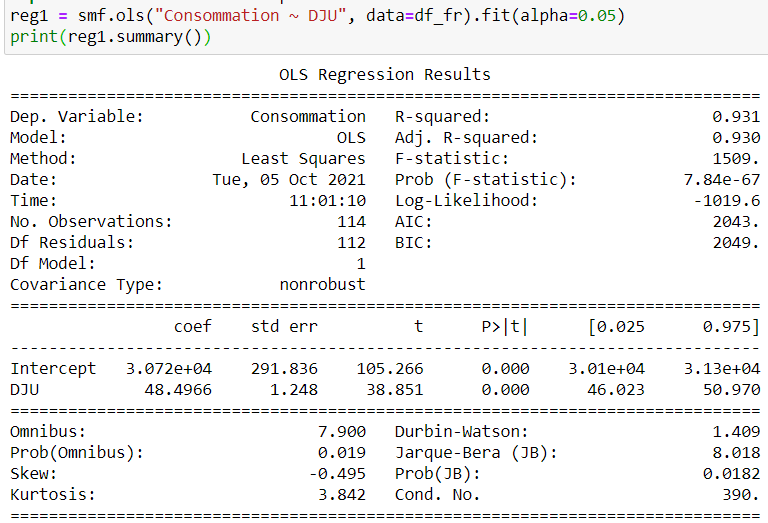 reg1 = smf.ols("Consommation ~ DJU", data=df_fr).fit(alpha=0.05)
print(reg1.summary())
                            OLS Regression Results
==============================================================================
Dep. Variable:           Consommation   R-squared:                       0.931
Model:                            OLS   Adj. R-squared:                  0.930
Method:                 Least Squares   F-statistic:                     1509.
Date:                Tue, 05 Oct 2021   Prob (F-statistic):           7.84e-67
Time:                        11:01:10   Log-Likelihood:                -1019.6
No. Observations:                 114   AIC:                             2043.
Df Residuals:                     112   BIC:                             2049.
Df Model:                           1
Covariance Type:            nonrobust
==============================================================================
                 coef    std err          t      P>|t|      [0.025      0.975]
------------------------------------------------------------------------------
Intercept   3.072e+04    291.836    105.266      0.000    3.01e+04    3.13e+04
DJU           48.4966      1.248     38.851      0.000      46.023      50.970
==============================================================================
Omnibus:                        7.900   Durbin-Watson:                   1.409
Prob(Omnibus):                  0.019   Jarque-Bera (JB):                8.018
Skew:                          -0.495   Prob(JB):                       0.0182
Kurtosis:                       3.842   Cond. No.                         390.
==============================================================================